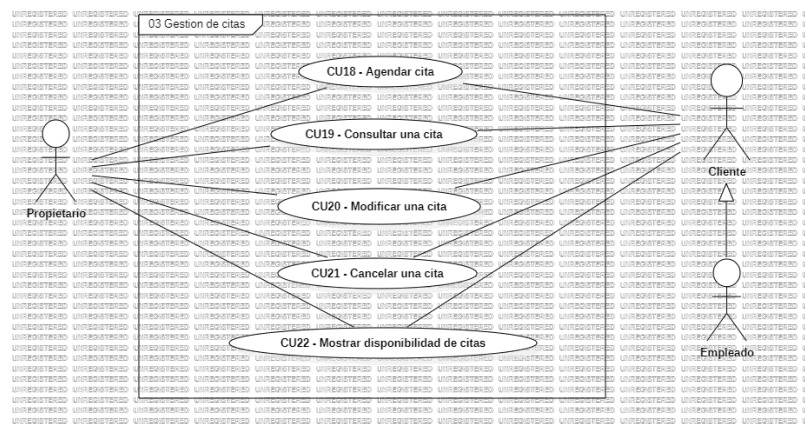 03 Gestion de citas
CU18 - Agendar cita
CU19 - Consultar una cita
Cliente
CU20 - Modificar una cita
Propietario
CU21 - Cancelar una cita
CU22 - Mostrar disponibilidad de citas
Empleado
UNREGISTERED